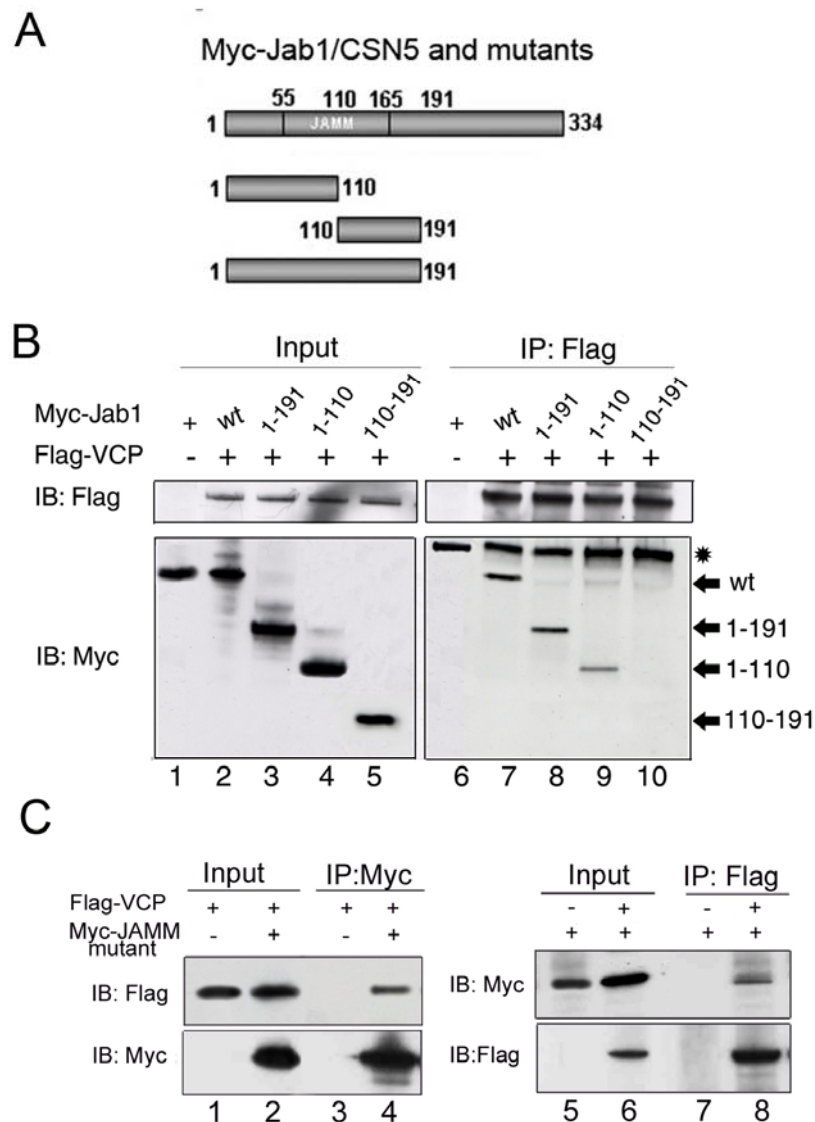 A
Myc-Jab1/CSN5 and mutants
55 110 165 191
1 JAMM 334
1 110
110 191
1 191
B
Input IP: Flag
Myc-Jab1 + wt 1-191 1-110 110-191 + wt 1-191 1-110 110-191
Flag-VCP - + + + + - + + + +
IB: Flag
wt
1-191
IB: Myc
1-110
110-191
1 2 3 4 5 6 7 8 9 10
C
Input IP:Myc
Flag-VCP + + + +
Myc-JAMM mutant - + - +
IB: Flag
IB: Myc
1 2 3 4
Input IP: Flag
- + - +
+ + + +
IB: Myc
IB:Flag
5 6 7 8